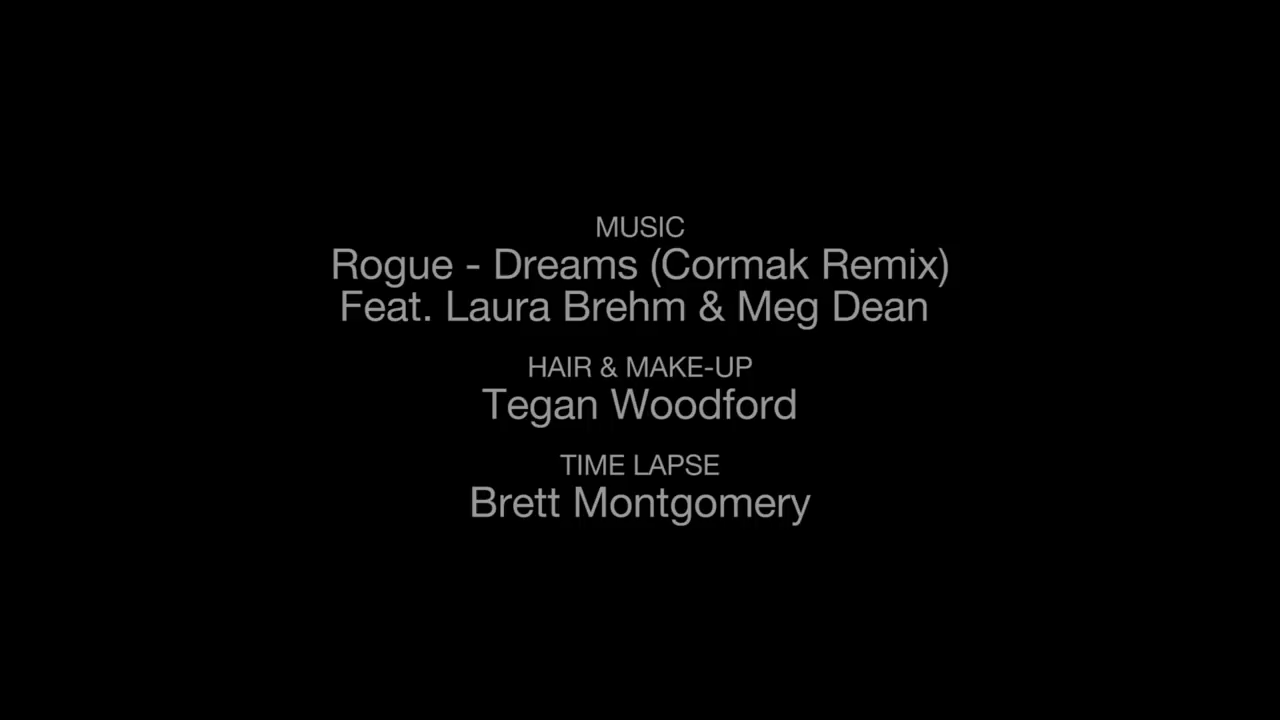 MUSIC
Rogue - Dreams (Cormak Remix)
Feat. Laura Brehm & Meg Dean
HAIR & MAKE-UP
Tegan Woodford
TIME LAPSE
Brett Montgomery